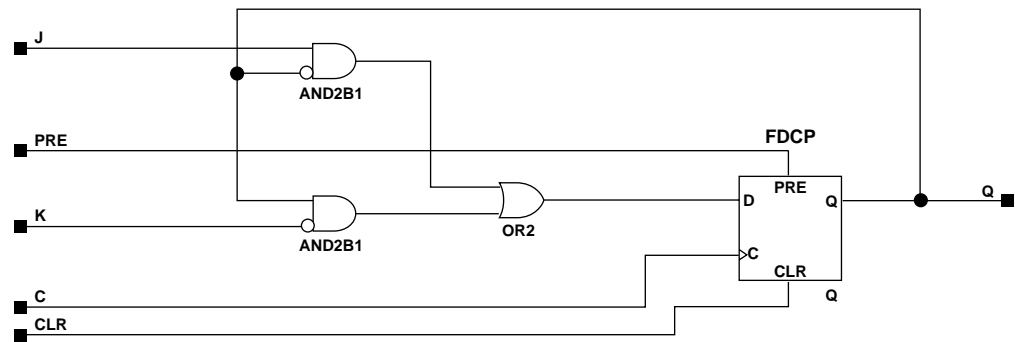 J
AND2B1
PRE
FDCP
PRE
D
Q
Q
K
AND2B1
OR2
C
CLR
Q
C
CLR